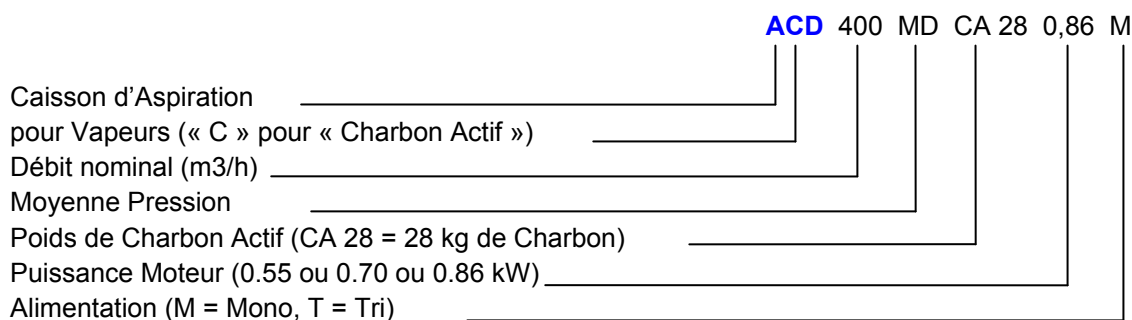 ACD 400 MD CA 28 0,86 M
Caisson d’Aspiration
pour Vapeurs (« C » pour « Charbon Actif »)
Débit nominal (m3/h)
Moyenne Pression
Poids de Charbon Actif (CA 28 = 28 kg de Charbon)
Puissance Moteur (0.55 ou 0.70 ou 0.86 kW)
Alimentation (M = Mono, T = Tri)